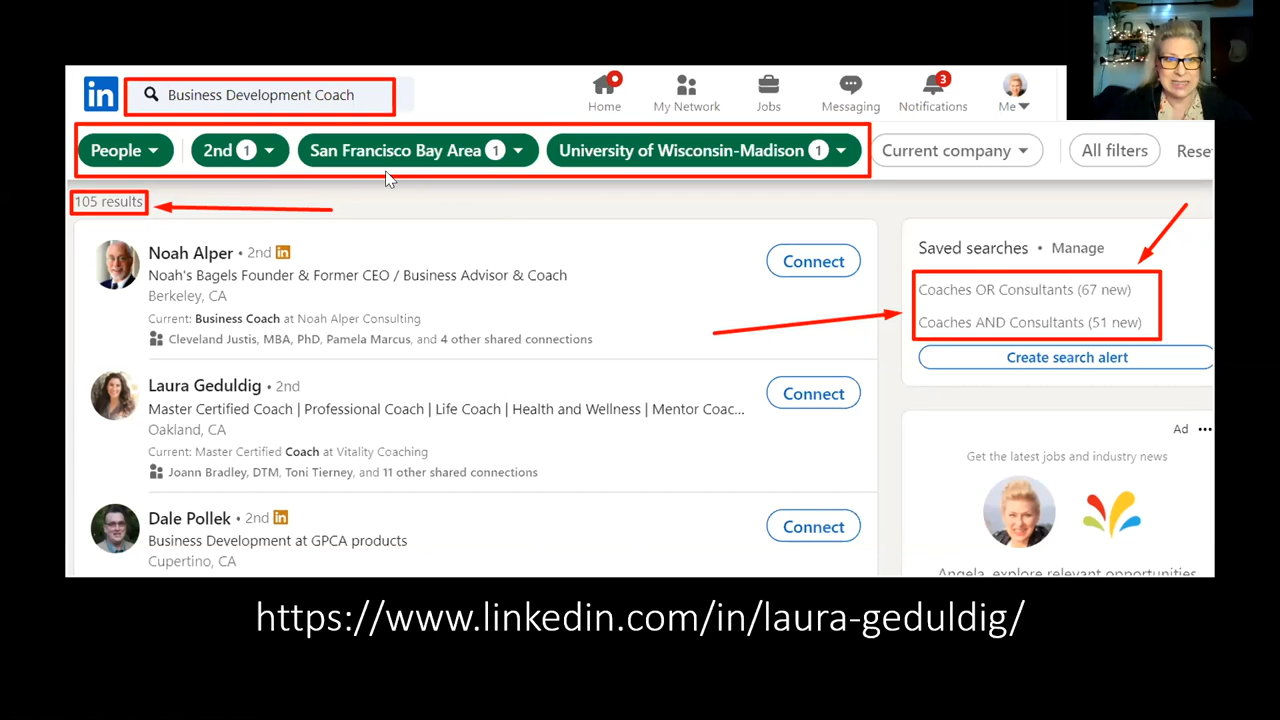 in Business Development Coach Home My Network Jobs Messaging 3 Notifications Me
People 2nd 1 San Francisco Bay Area 1 University of Wisconsin-Madison 1 Current company All filters Rese
105 results
Noah Alper • 2nd in
Noah's Bagels Founder & Former CEO / Business Advisor & Coach
Berkeley, CA
Current: Business Coach at Noah Alper Consulting
Cleveland Justis, MBA, PhD, Pamela Marcus, and 4 other shared connections
Connect
Laura Geduldig • 2nd
Master Certified Coach | Professional Coach | Life Coach | Health and Wellness | Mentor Coac...
Oakland, CA
Current: Master Certified Coach at Vitality Coaching
Joann Bradley, DTM, Toni Tierney, and 11 other shared connections
Connect
Dale Pollek • 2nd in
Business Development at GPCA products
Cupertino, CA
Connect
Saved searches • Manage
Coaches OR Consultants (67 new)
Coaches AND Consultants (51 new)
Create search alert
Ad •••
Get the latest jobs and industry news
Angela, explore relevant opportunities
https://www.linkedin.com/in/laura-geduldig/